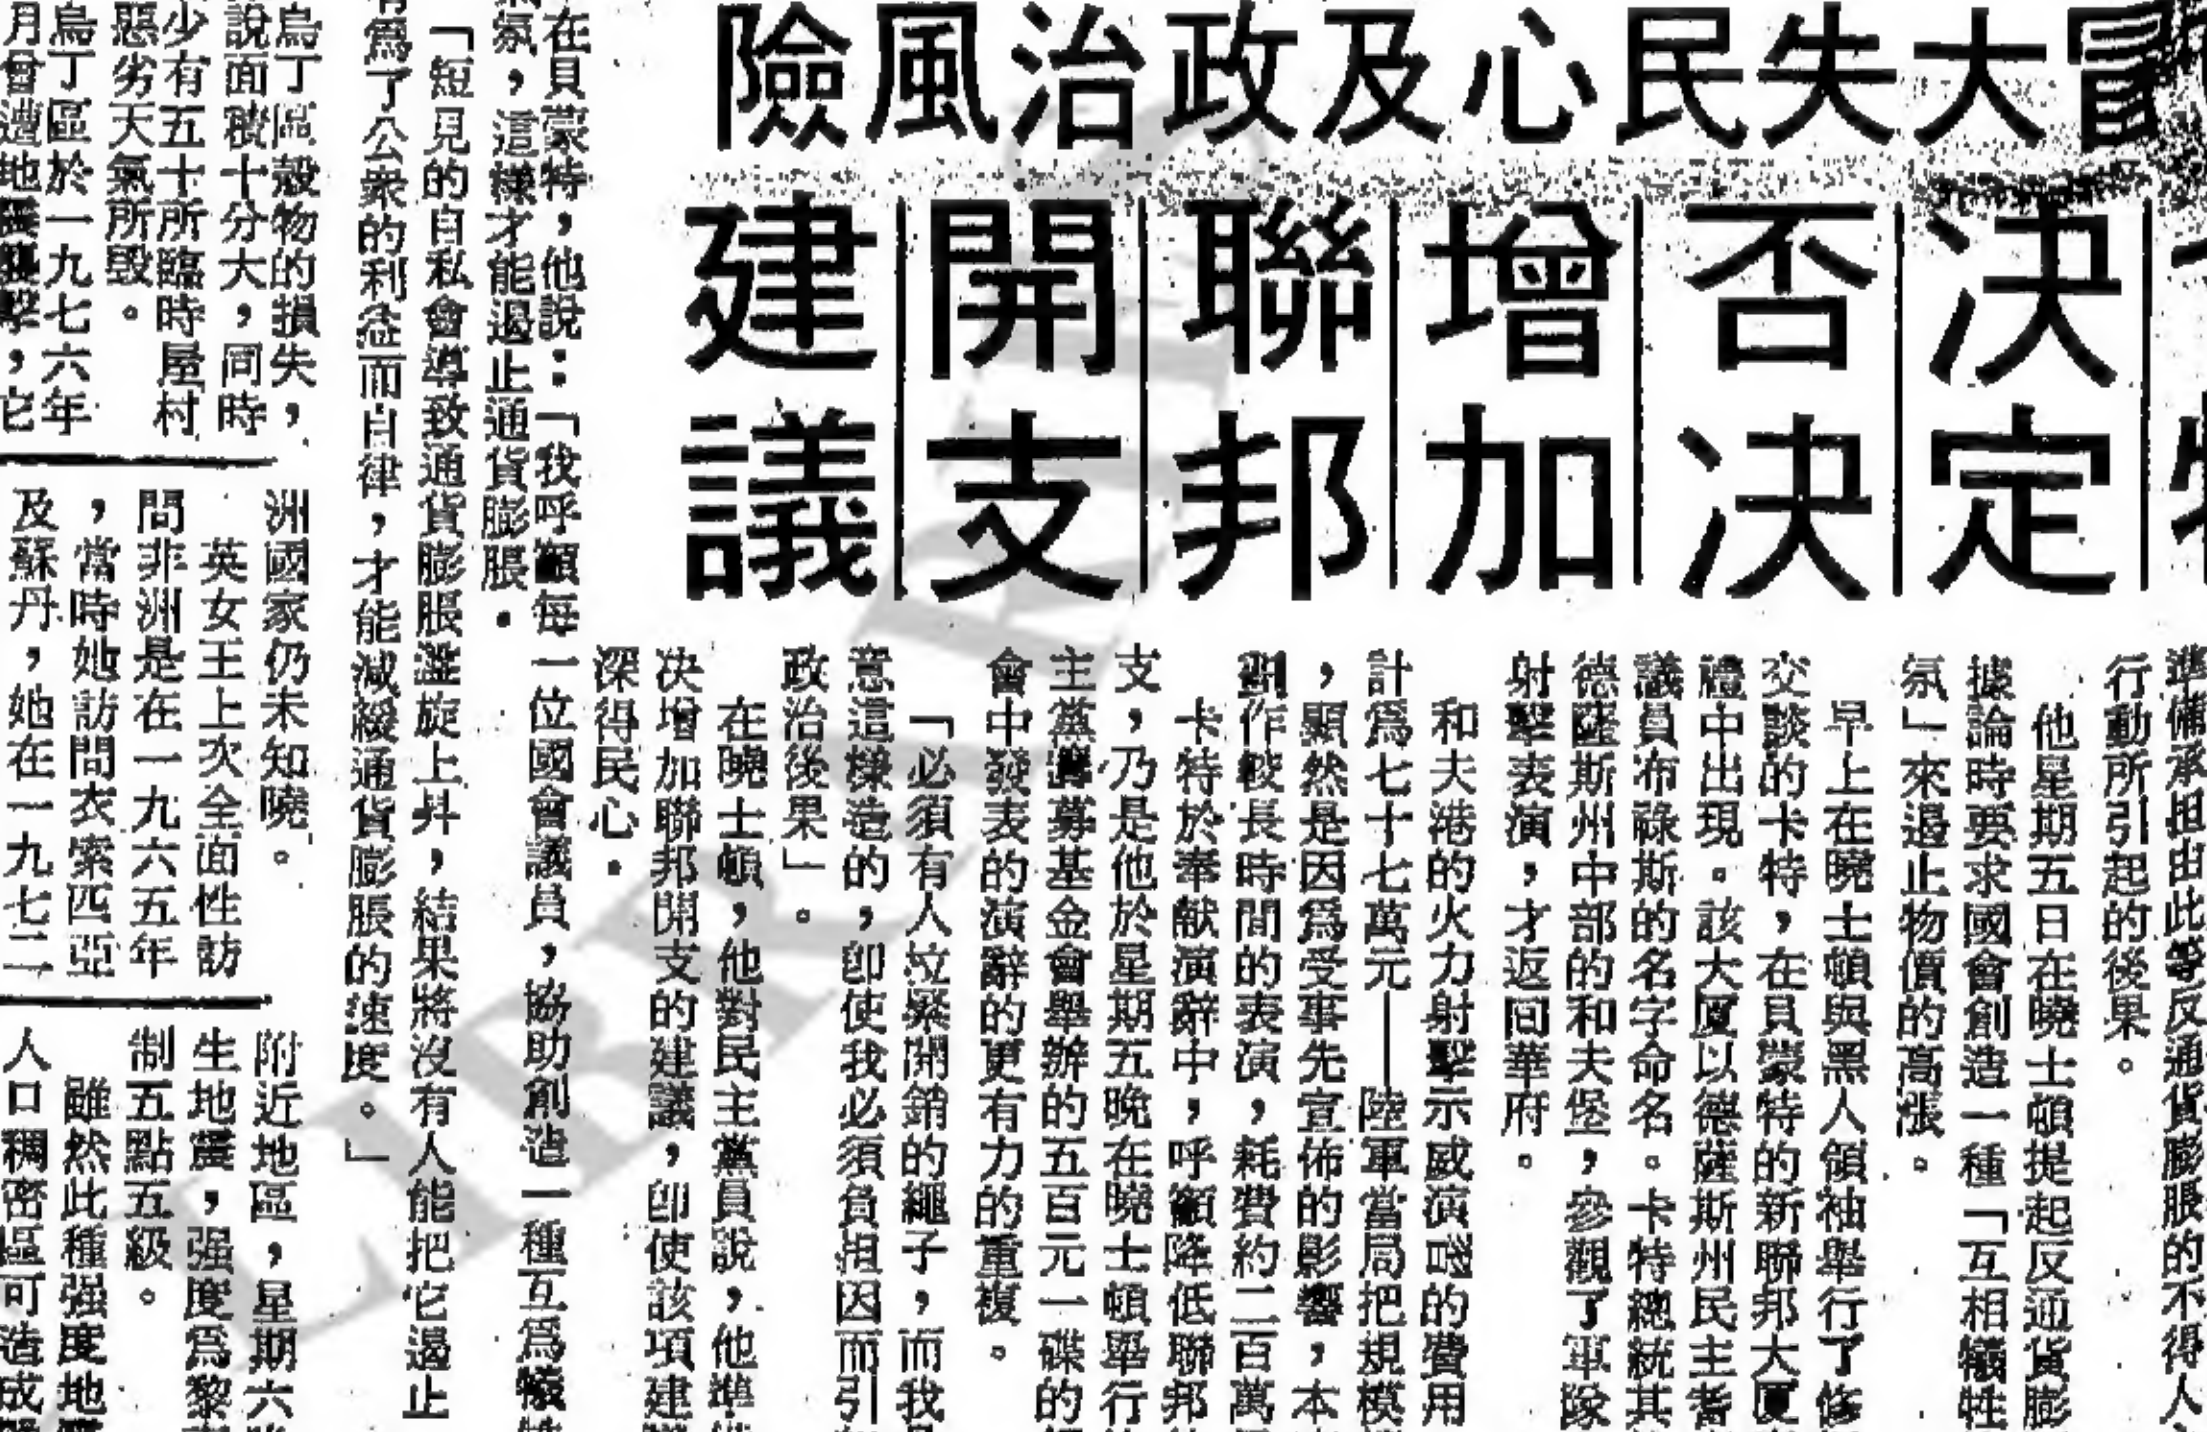 冒大失民心及政治風險
決定
否決
增加
聯邦
開支
建議
準備承担由此等反通貨膨脹的不得人
行動所引起的後果。
他星期五日在曉士頓提起反通貨膨
據論時要求國會創造一種「互相犧牲
氛」來遏止物價的高漲。
早上在曉士頓與黑人領袖舉行了修
交談的卡特，在貝蒙特的新聯邦大厦
禮中出現。該大厦以德薩斯州民主
議員布祿斯的名字命名。卡特總統其
德薩斯州中部的和夫堡，參觀了軍隊
射擊表演，才返回華府。
和夫港的火力射擊示威演的費用
計爲七十七萬元——陸軍當局把規模
，顯然是因爲受事先宣佈的影響，本
作較長時間的表演，耗費約二百萬
卡特於奉献演辭中，呼籲降低聯邦
支，乃是他於星期五晚在曉士頓舉行
主黨籌募基金會舉辦的五百元一碟的
會中發表的演辭的更有力的重複。
「必須有人拉緊開銷的繩子，而我
意這樣造的，卽使我必須負担因而引
政治後果」。
在曉士頓，他對民主黨員說，他準
决增加聯邦開支的建議，卽使該項建
深得民心．
在貝蒙特，他說：「我呼籲每一位國會議員，協助創造一種互爲犧牲
氛，這樣才能遏止通貨膨脹．
「短見的自私會導致通貨膨脹漩旋上昇，結果將沒有人能把它遏止
爲了公衆的利益而自律，才能減緩通貨膨脹的速度。」
烏丁區殼物的損失，
說面積十分大，同時
少有五十所臨時屋村
惡劣天氣所毀。
烏丁區於一九七六年
月曾遭地震襲擊，它
洲國家仍未知曉。
英女王上次全面性訪
問非洲是在一九六五年
，當時她訪問衣索匹亞
及蘇丹，她在一九七二
附近地區，星期六
生地震，强度爲黎
制五點五級。
雖然此種强度地震
人口稠密區可造成